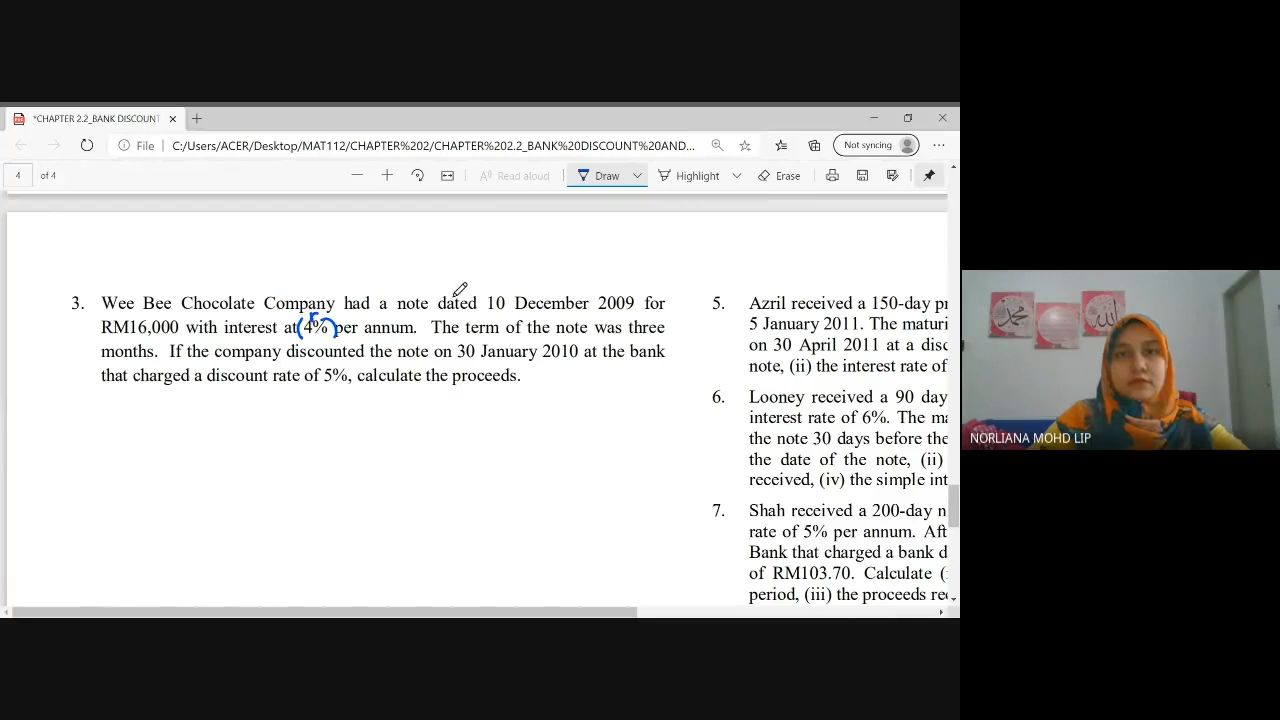 *CHAPTER 2.2_BANK DISCOUNT
File C:/Users/ACER/Desktop/MAT112/CHAPTER%202/CHAPTER%202.2_BANK%20DISCOUNT%20AND... Not syncing
4 of 4 Read aloud Draw Highlight Erase
3. Wee Bee Chocolate Company had a note dated 10 December 2009 for
RM16,000 with interest at (4%) per annum. The term of the note was three
r
months. If the company discounted the note on 30 January 2010 at the bank
that charged a discount rate of 5%, calculate the proceeds.
5. Azril received a 150-day
5 January 2011. The
on 30 April 2011 at a
note, (ii) the interest rate of
6. Looney received a 90 day
interest rate of 6%. The
the note 30 days before the
the date of the note, (ii)
received, (iv) the simple
7. Shah received a 200-day
rate of 5% per annum.
Bank that charged a bank
of RM103.70. Calculate
period, (iii) the proceeds
محمد
الله
NORLIANA MOHD LIP